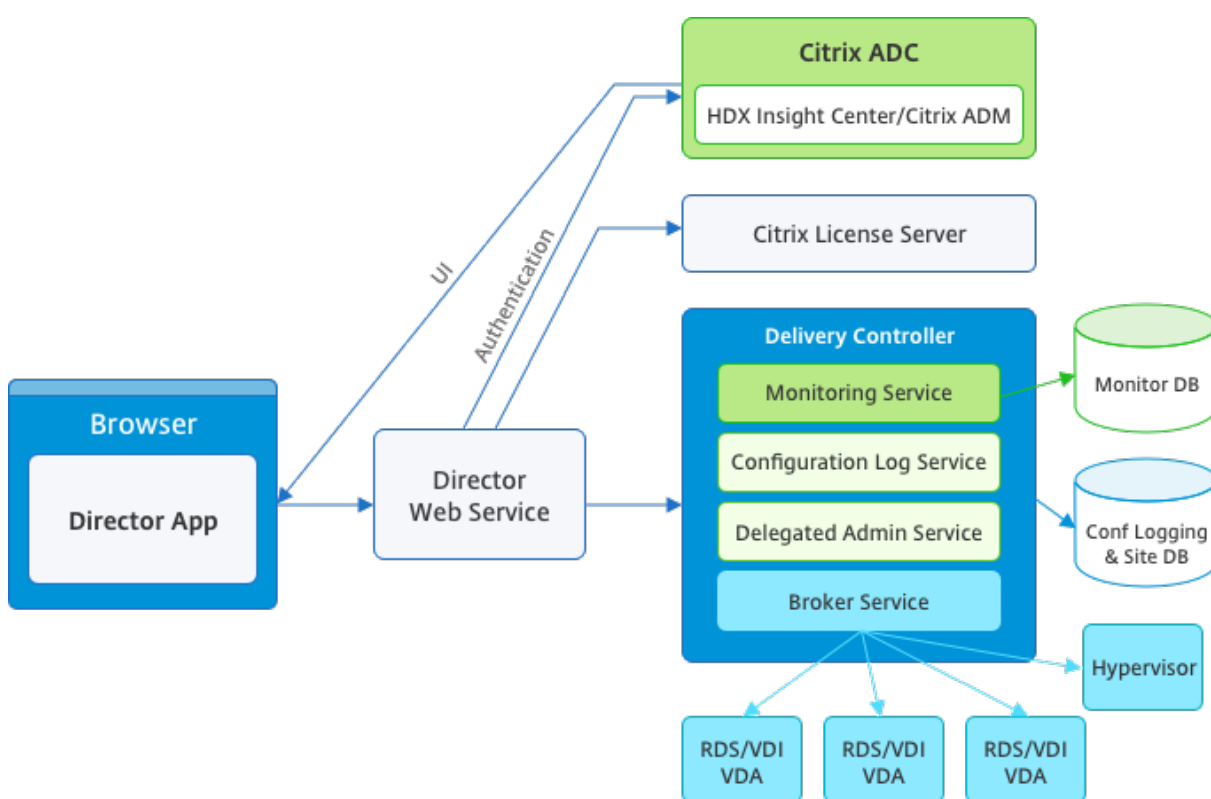 Citrix ADC
HDX Insight Center/Citrix ADM
Citrix License Server
UI
Authentication
Delivery Controller
Monitoring Service
Configuration Log Service
Delegated Admin Service
Broker Service
Monitor DB
Conf Logging
& Site DB
Browser
Director App
Director
Web Service
Hypervisor
RDS/VDI
VDA
RDS/VDI
VDA
RDS/VDI
VDA